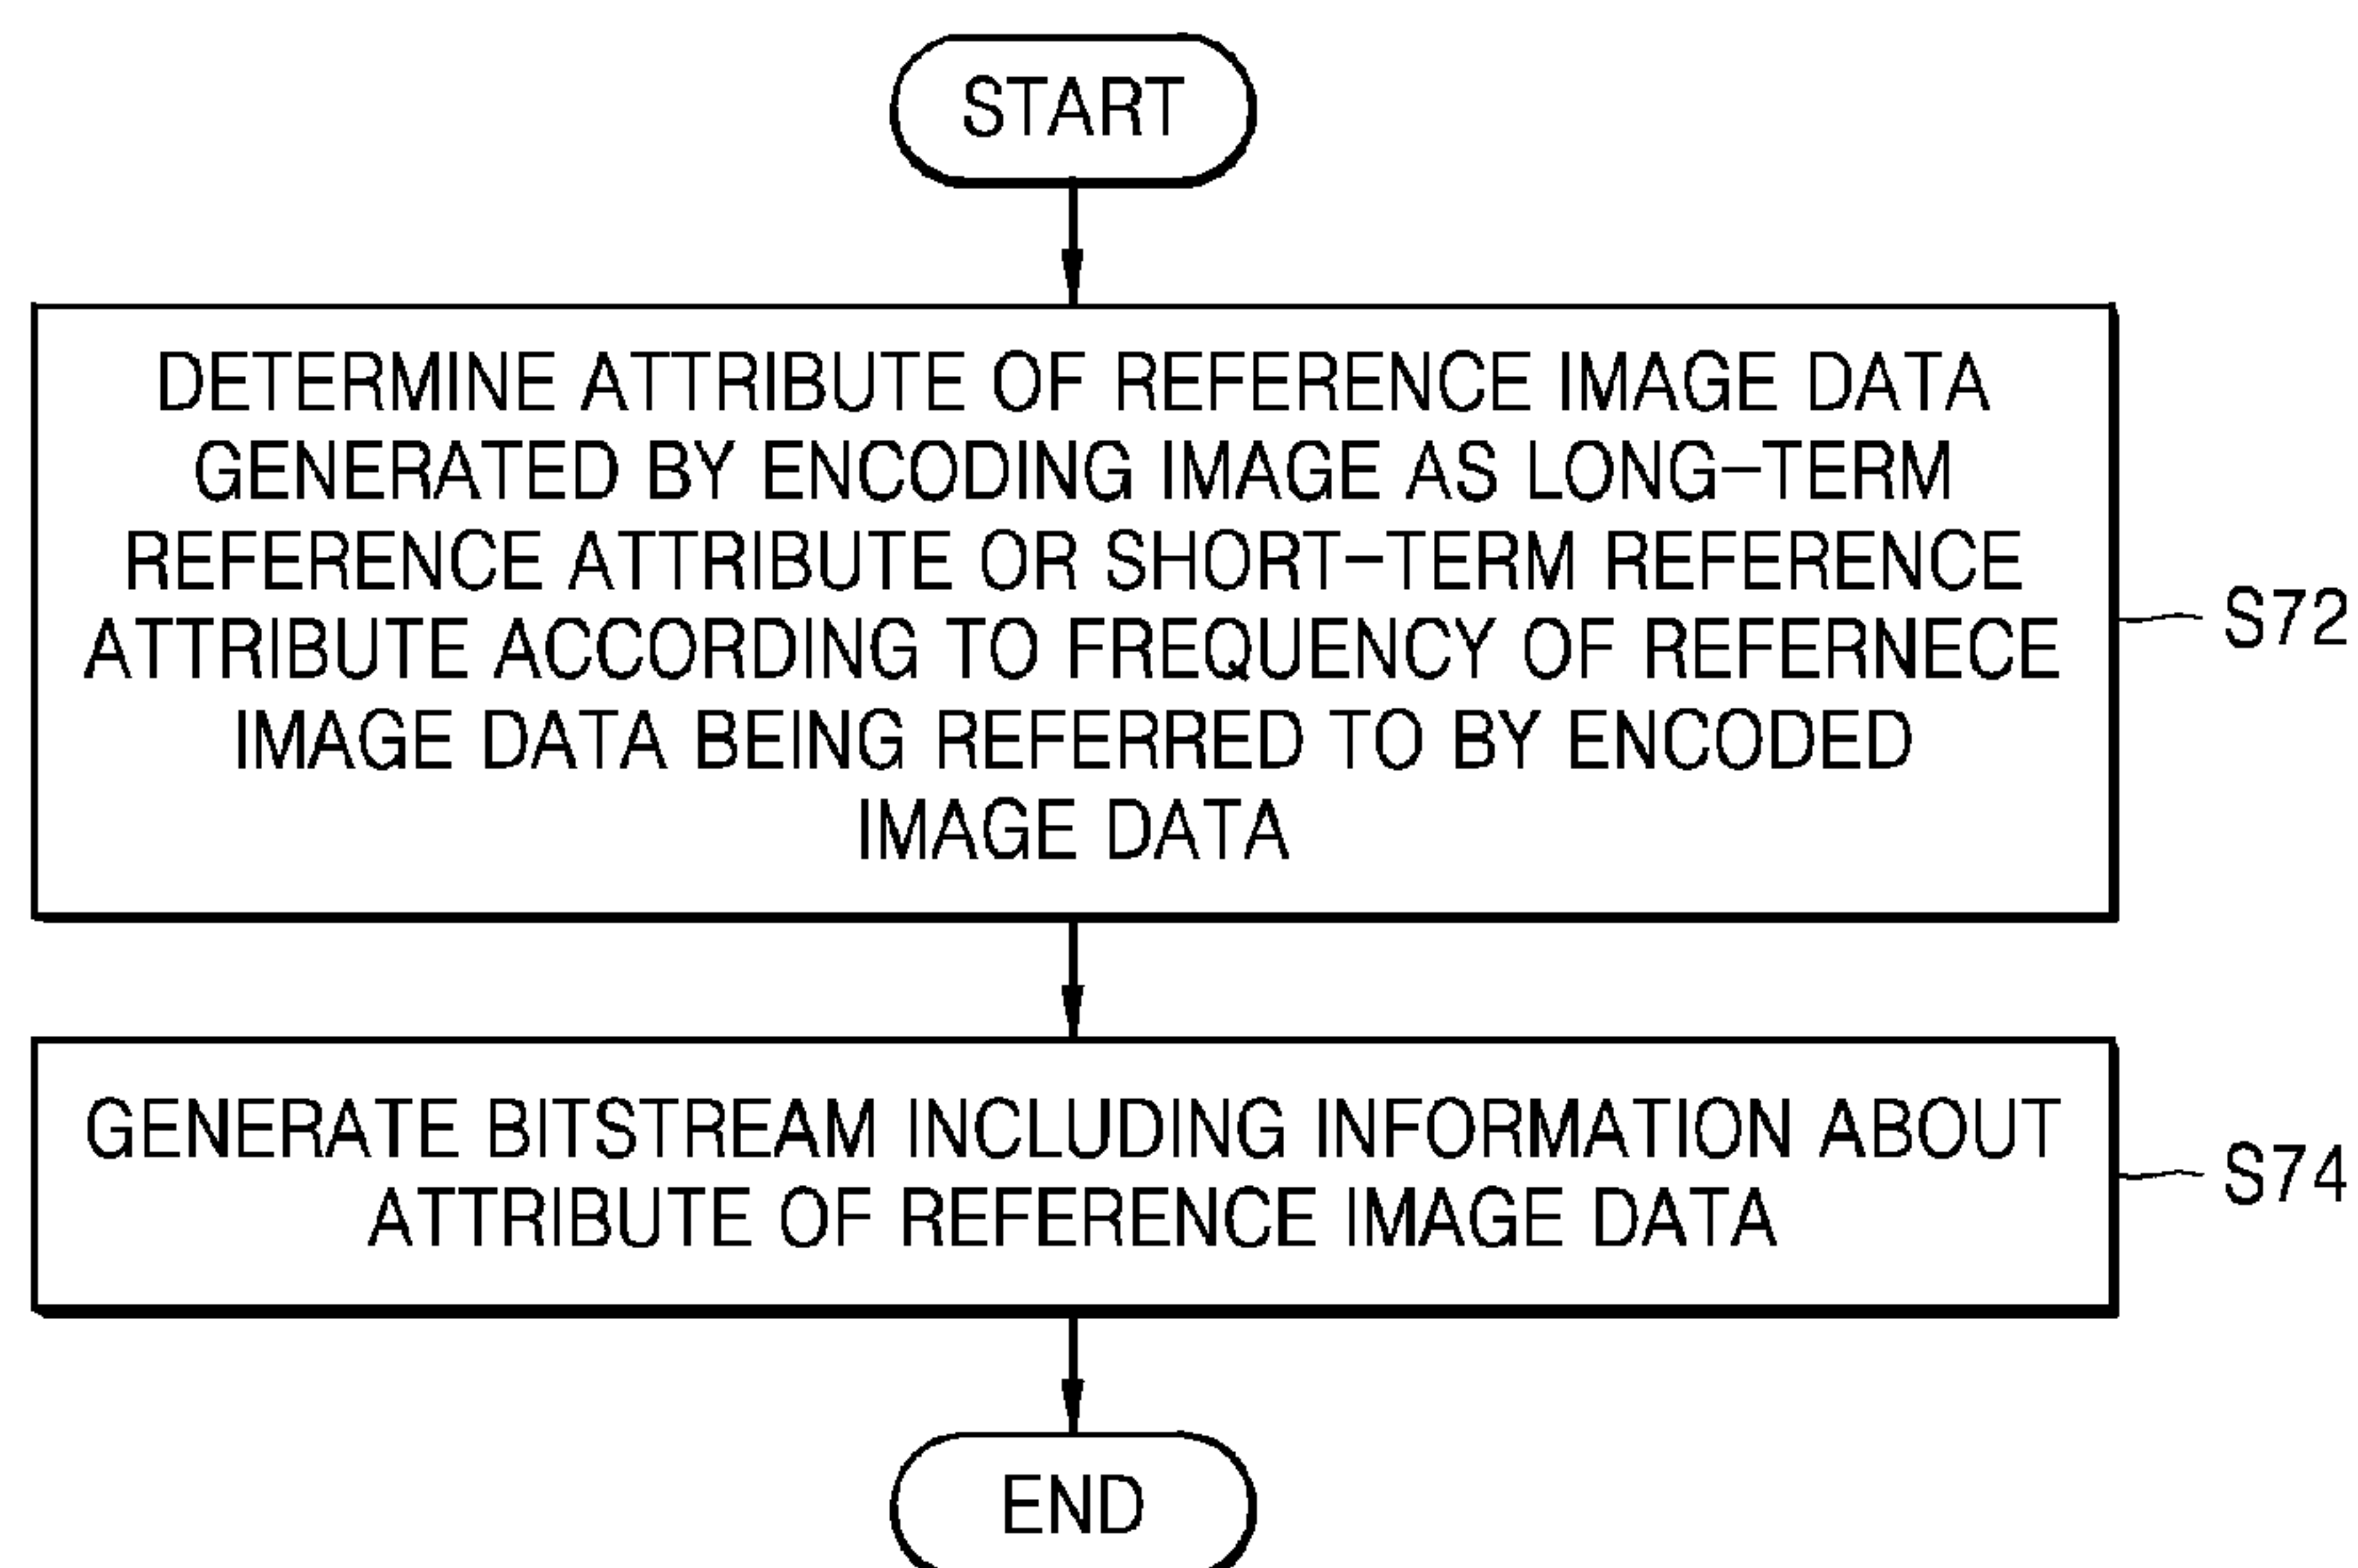 START
DETERMINE ATTRIBUTE OF REFERENCE IMAGE DATA
GENERATED BY ENCODING IMAGE AS LONG-TERM
REFERENCE ATTRIBUTE OR SHORT-TERM REFERENCE
ATTRIBUTE ACCORDING TO FREQUENCY OF REFERNECE
IMAGE DATA BEING REFERRED TO BY ENCODED
IMAGE DATA
S72
GENERATE BITSTREAM INCLUDING INFORMATION ABOUT
ATTRIBUTE OF REFERENCE IMAGE DATA
S74
END